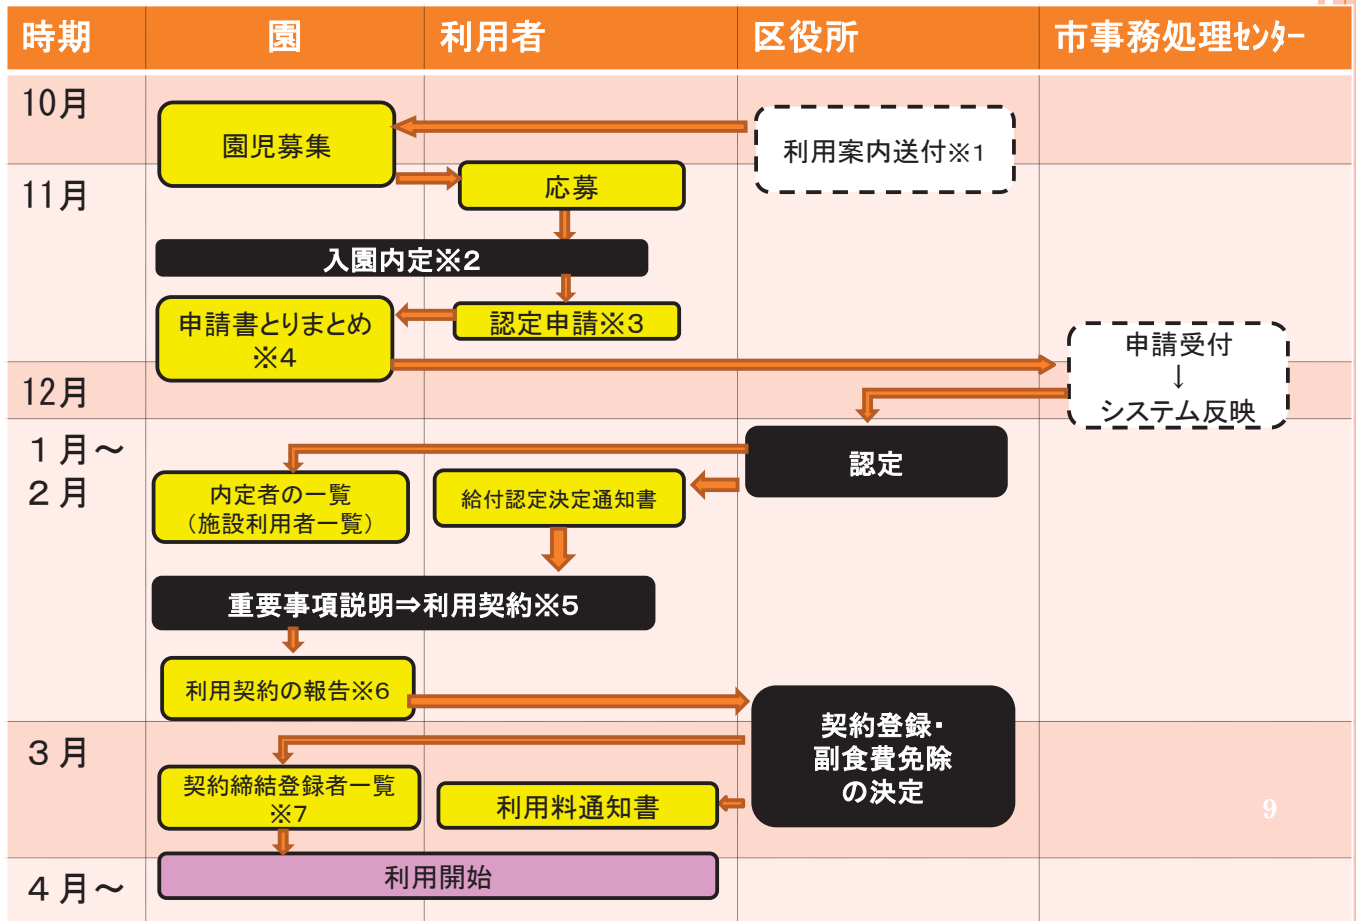 時期 園 利用者 区役所 市事務処理ｾﾝﾀｰ
10月
園児募集
利用案内送付※1
11月
応募
入園内定※2
申請書とりまとめ
※4
認定申請※3
申請受付
↓
システム反映
12月
１月～
２月
認定
内定者の一覧
（施設利用者一覧）
給付認定決定通知書
重要事項説明⇒利用契約※5
利用契約の報告※6
契約登録・
副食費免除
の決定
３月
契約締結登録者一覧
※7
利用料通知書
9
４月～
利用開始